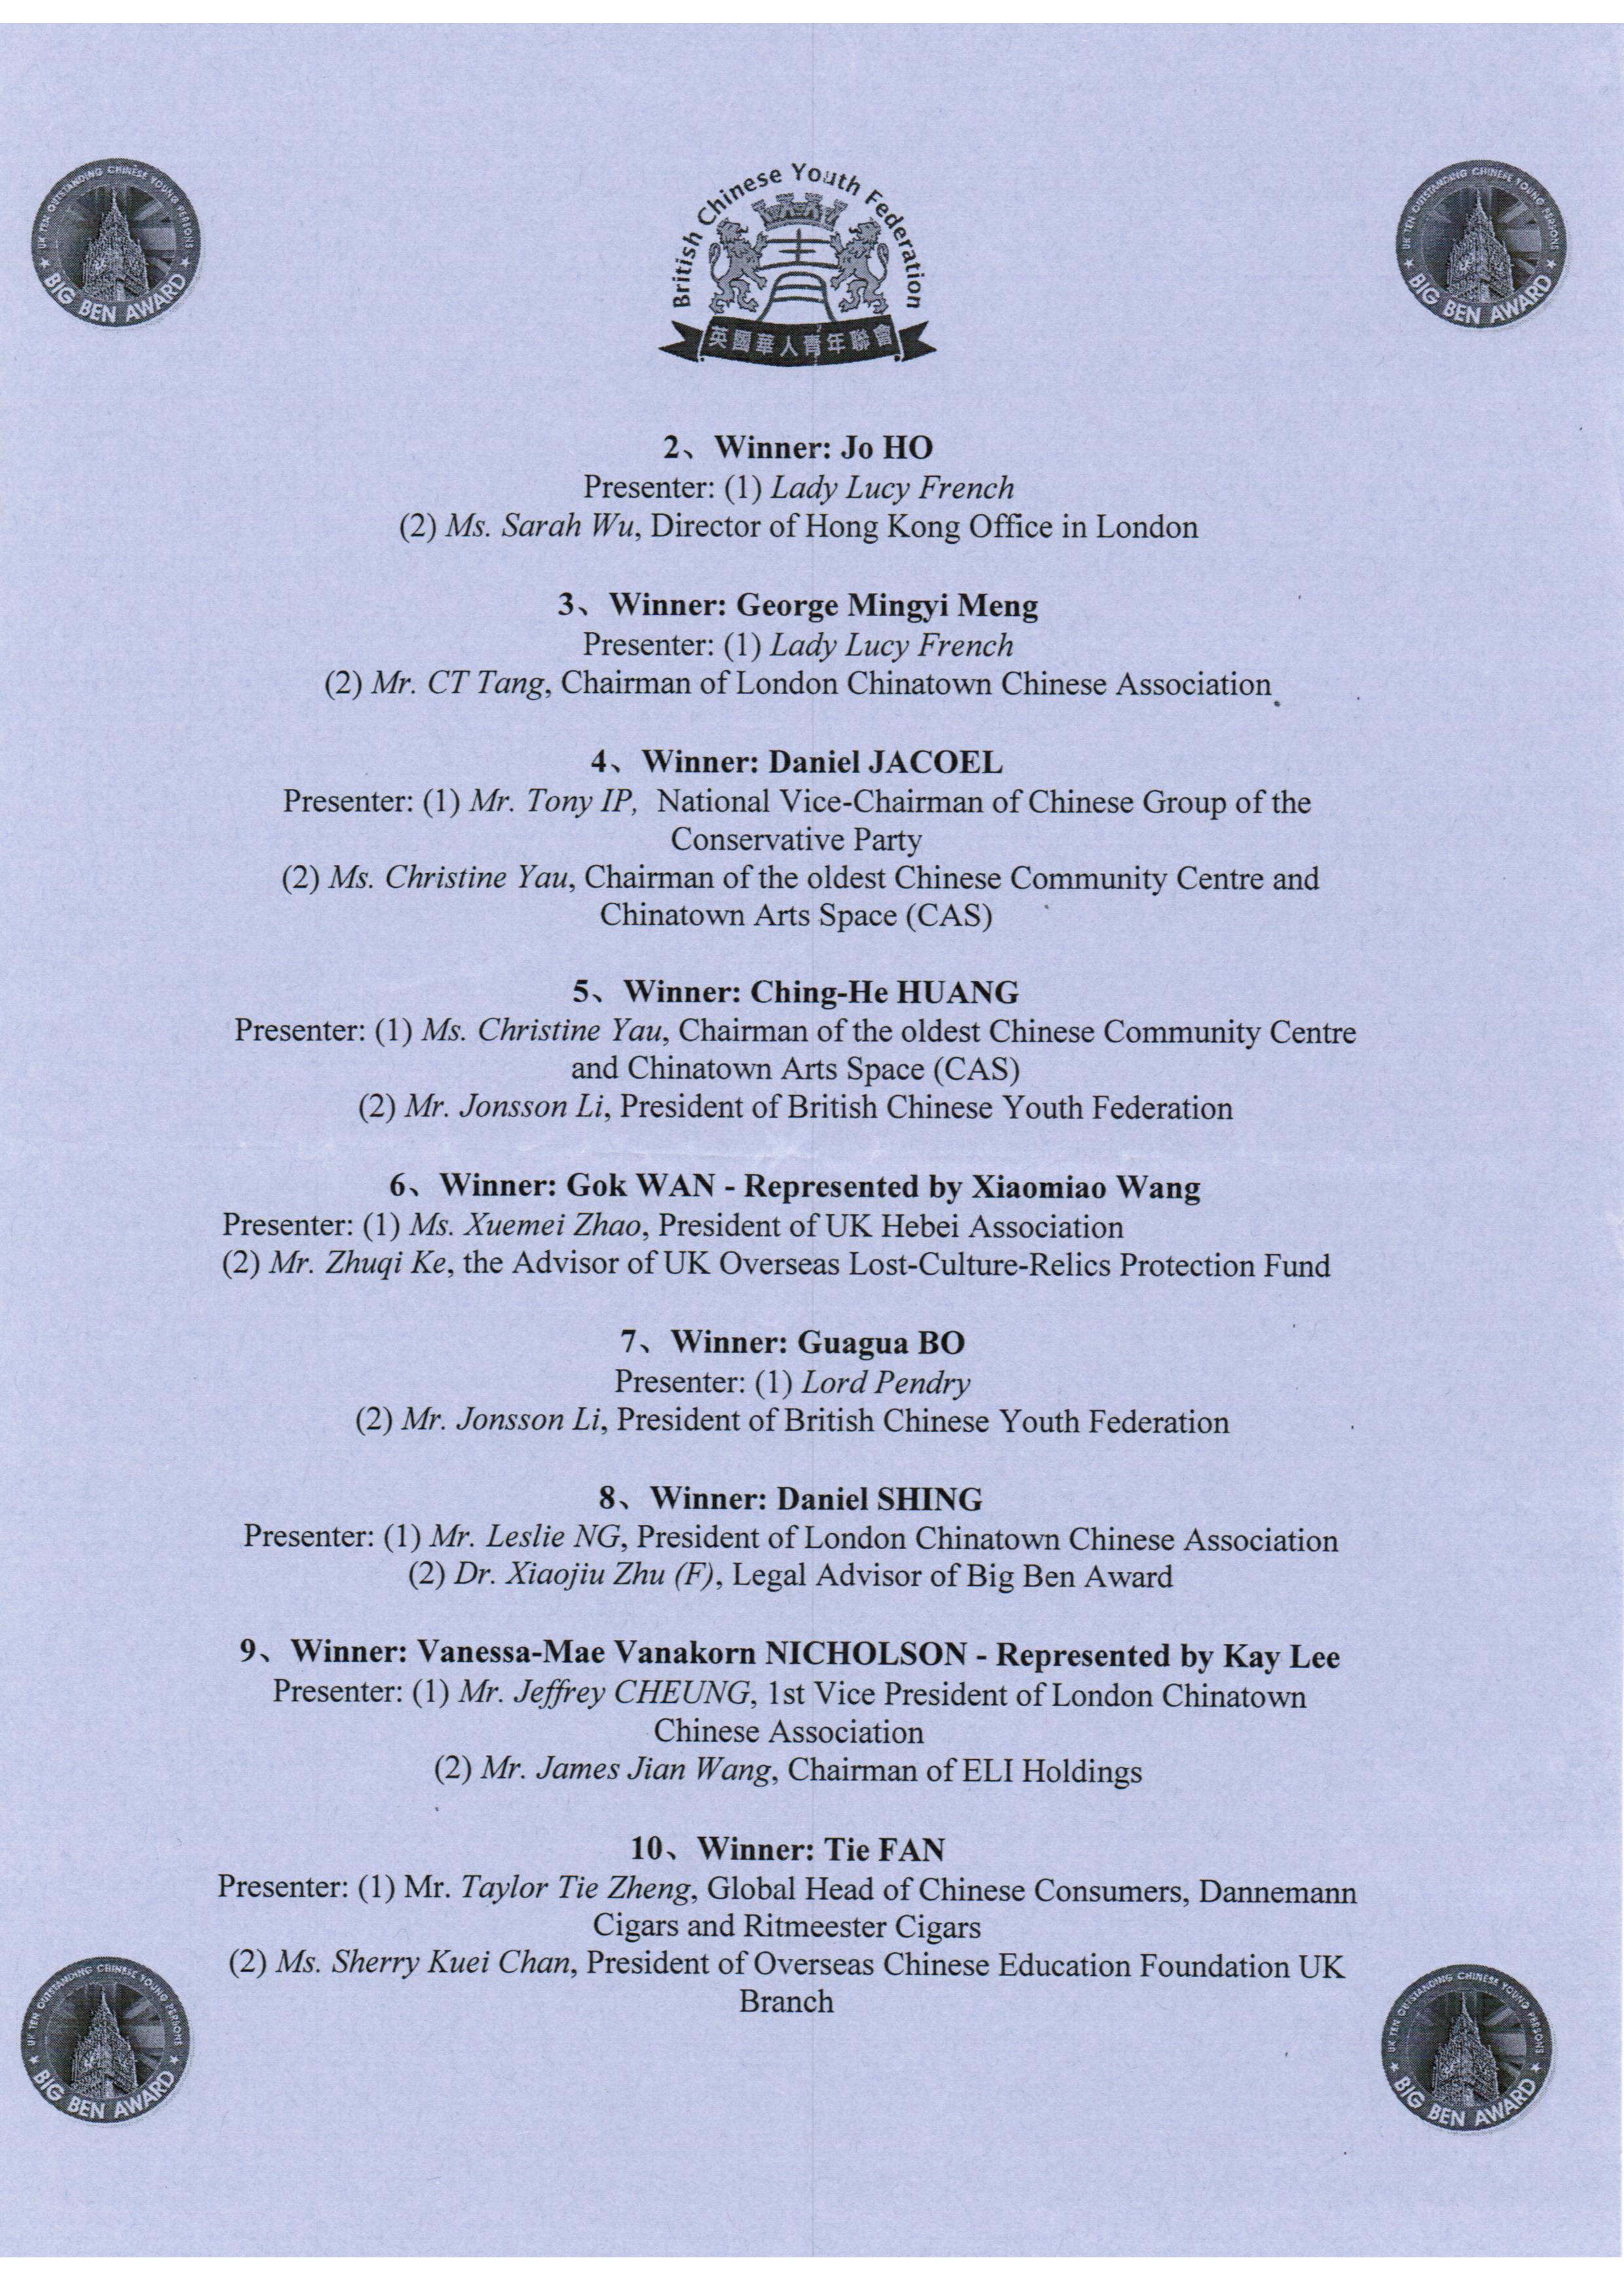 UK TEN OUTSTANDING CHINESE YOUNG PERSONS
BIG BEN AWARD
British Chinese Youth Federation
英國華人青年聯會
UK TEN OUTSTANDING CHINESE YOUNG PERSONS
BIG BEN AWARD
2、Winner: Jo HO
Presenter: (1) Lady Lucy French
(2) Ms. Sarah Wu, Director of Hong Kong Office in London
3、Winner: George Mingyi Meng
Presenter: (1) Lady Lucy French
(2) Mr. CT Tang, Chairman of London Chinatown Chinese Association
4、Winner: Daniel JACOEL
Presenter: (1) Mr. Tony IP, National Vice-Chairman of Chinese Group of the
Conservative Party
(2) Ms. Christine Yau, Chairman of the oldest Chinese Community Centre and
Chinatown Arts Space (CAS)
5、Winner: Ching-He HUANG
Presenter: (1) Ms. Christine Yau, Chairman of the oldest Chinese Community Centre
and Chinatown Arts Space (CAS)
(2) Mr. Jonsson Li, President of British Chinese Youth Federation
6、Winner: Gok WAN - Represented by Xiaomiao Wang
Presenter: (1) Ms. Xuemei Zhao, President of UK Hebei Association
(2) Mr. Zhuqi Ke, the Advisor of UK Overseas Lost-Culture-Relics Protection Fund
7、Winner: Guagua BO
Presenter: (1) Lord Pendry
(2) Mr. Jonsson Li, President of British Chinese Youth Federation
8、Winner: Daniel SHING
Presenter: (1) Mr. Leslie NG, President of London Chinatown Chinese Association
(2) Dr. Xiaojiu Zhu (F), Legal Advisor of Big Ben Award
9、Winner: Vanessa-Mae Vanakorn NICHOLSON - Represented by Kay Lee
Presenter: (1) Mr. Jeffrey CHEUNG, 1st Vice President of London Chinatown
Chinese Association
(2) Mr. James Jian Wang, Chairman of ELI Holdings
10、Winner: Tie FAN
Presenter: (1) Mr. Taylor Tie Zheng, Global Head of Chinese Consumers, Dannemann
Cigars and Ritmeester Cigars
(2) Ms. Sherry Kuei Chan, President of Overseas Chinese Education Foundation UK
Branch
UK TEN OUTSTANDING CHINESE YOUNG PERSONS
BIG BEN AWARD
UK TEN OUTSTANDING CHINESE YOUNG PERSONS
BIG BEN AWARD